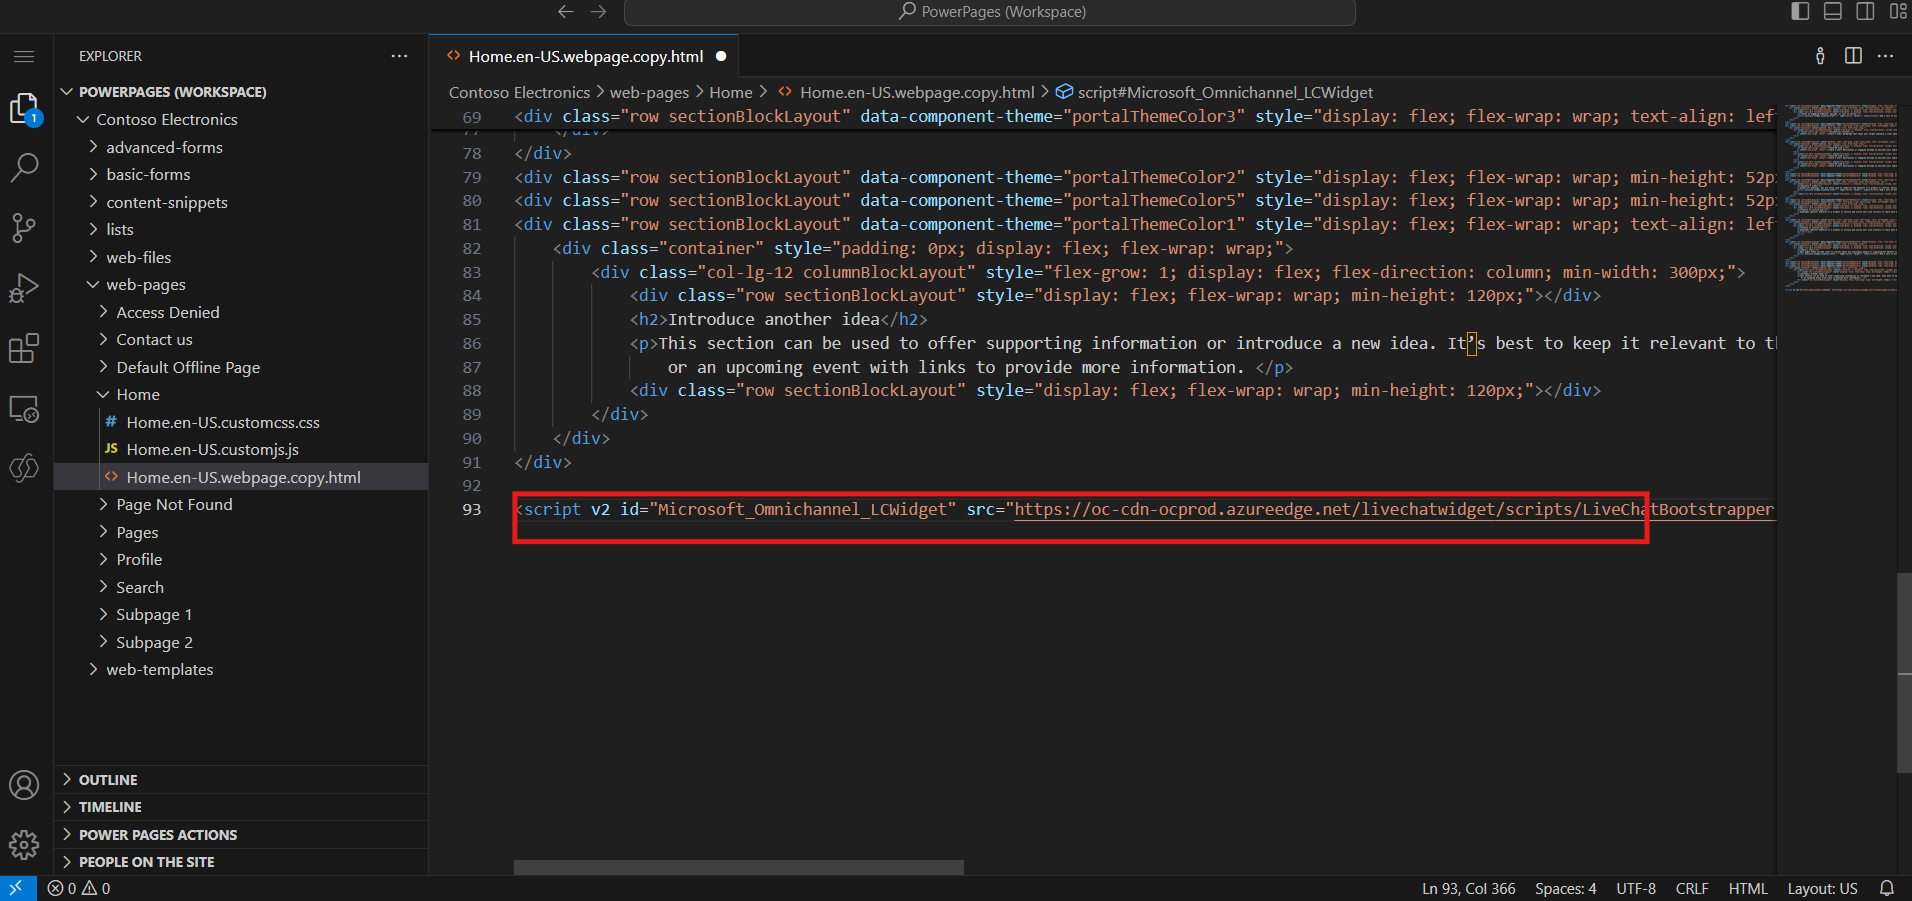 PowerPages (Workspace)
EXPLORER
POWERPAGES (WORKSPACE)
Contoso Electronics
advanced-forms
basic-forms
content-snippets
lists
web-files
web-pages
Access Denied
Contact us
Default Offline Page
Home
# Home.en-US.customcss.css
JS Home.en-US.customjs.js
<> Home.en-US.webpage.copy.html
Page Not Found
Pages
Profile
Search
Subpage 1
Subpage 2
web-templates
OUTLINE
TIMELINE
POWER PAGES ACTIONS
PEOPLE ON THE SITE
1
<> Home.en-US.webpage.copy.html
Contoso Electronics > web-pages > Home > <> Home.en-US.webpage.copy.html > script#Microsoft_Omnichannel_LCWidget
69 <div class="row sectionBlockLayout" data-component-theme="portalThemeColor3" style="display: flex; flex-wrap: wrap; text-align: lef
77 </div>
78 </div>
79 <div class="row sectionBlockLayout" data-component-theme="portalThemeColor2" style="display: flex; flex-wrap: wrap; min-height: 52p
80 <div class="row sectionBlockLayout" data-component-theme="portalThemeColor5" style="display: flex; flex-wrap: wrap; min-height: 52p
81 <div class="row sectionBlockLayout" data-component-theme="portalThemeColor1" style="display: flex; flex-wrap: wrap; text-align: lef
82 <div class="container" style="padding: 0px; display: flex; flex-wrap: wrap;">
83 <div class="col-lg-12 columnBlockLayout" style="flex-grow: 1; display: flex; flex-direction: column; min-width: 300px;">
84 <div class="row sectionBlockLayout" style="display: flex; flex-wrap: wrap; min-height: 120px;"></div>
85 <h2>Introduce another idea</h2>
86 <p>This section can be used to offer supporting information or introduce a new idea. It’s best to keep it relevant to th
87 or an upcoming event with links to provide more information. </p>
88 <div class="row sectionBlockLayout" style="display: flex; flex-wrap: wrap; min-height: 120px;"></div>
89 </div>
90 </div>
91 </div>
92
93 <script v2 id="Microsoft_Omnichannel_LCWidget" src="https://oc-cdn-ocprod.azureedge.net/livechatwidget/scripts/LiveChatBootstrapper
0 0
Ln 93, Col 366 Spaces: 4 UTF-8 CRLF HTML Layout: US